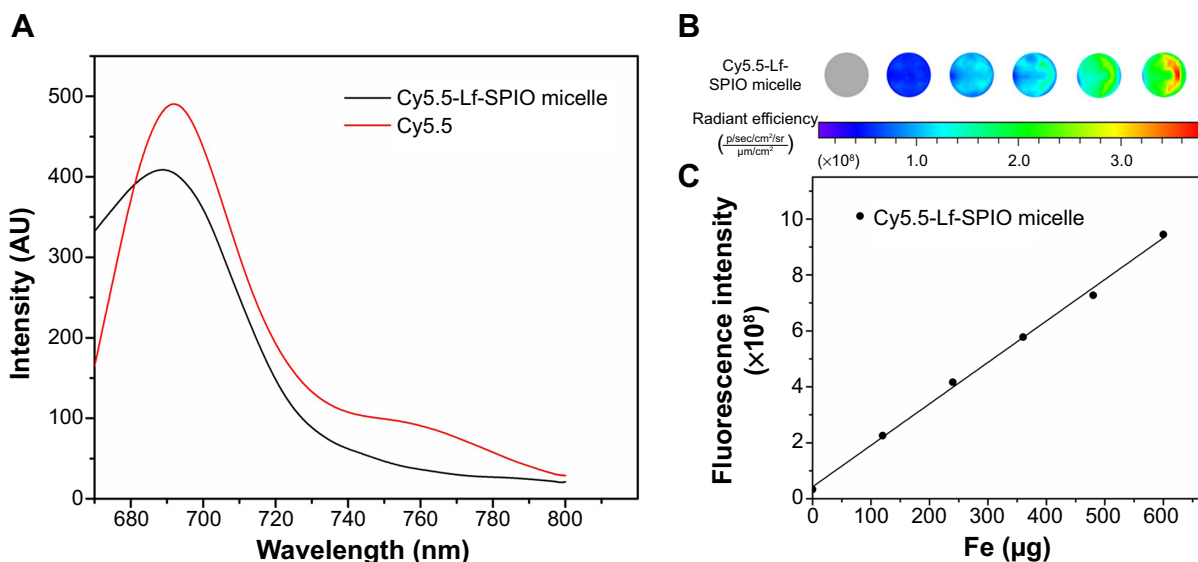 A
Intensity (AU)
500
400
300
200
100
0
680 700 720 740 760 780 800
Wavelength (nm)
Cy5.5-Lf-SPIO micelle
Cy5.5
B
Cy5.5-Lf-
SPIO micelle
Radiant efficiency
(p/sec/cm²/sr
μm/cm²)
(×10⁸) 1.0 2.0 3.0
C
Fluorescence intensity
(×10⁸)
10
8
6
4
2
0
Cy5.5-Lf-SPIO micelle
0 100 200 300 400 500 600
Fe (μg)